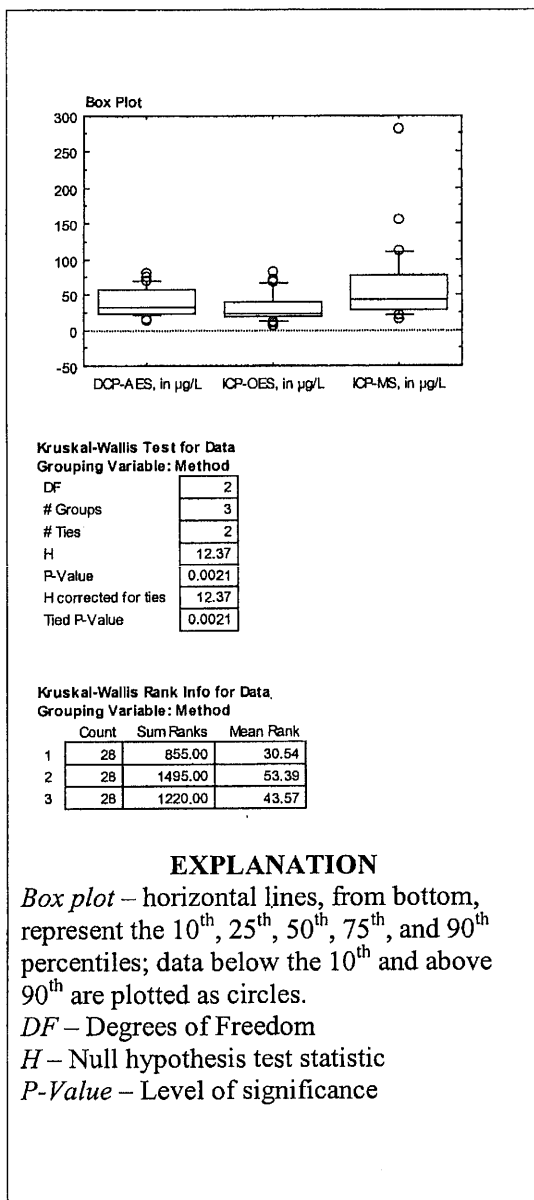 Box Plot
300
250
200
150
100
50
0
-50
DCP-AES, in µg/L ICP-OES, in µg/L ICP-MS, in µg/L
Kruskal-Wallis Test for Data
Grouping Variable: Method
DF 2
# Groups 3
# Ties 2
H 12.37
P-Value 0.0021
H corrected for ties 12.37
Tied P-Value 0.0021
Kruskal-Wallis Rank Info for Data
Grouping Variable: Method
Count Sum Ranks Mean Rank
1 28 855.00 30.54
2 28 1495.00 53.39
3 28 1220.00 43.57
EXPLANATION
Box plot – horizontal lines, from bottom,
represent the 10th, 25th, 50th, 75th, and 90th
percentiles; data below the 10th and above
90th are plotted as circles.
DF – Degrees of Freedom
H – Null hypothesis test statistic
P-Value – Level of significance